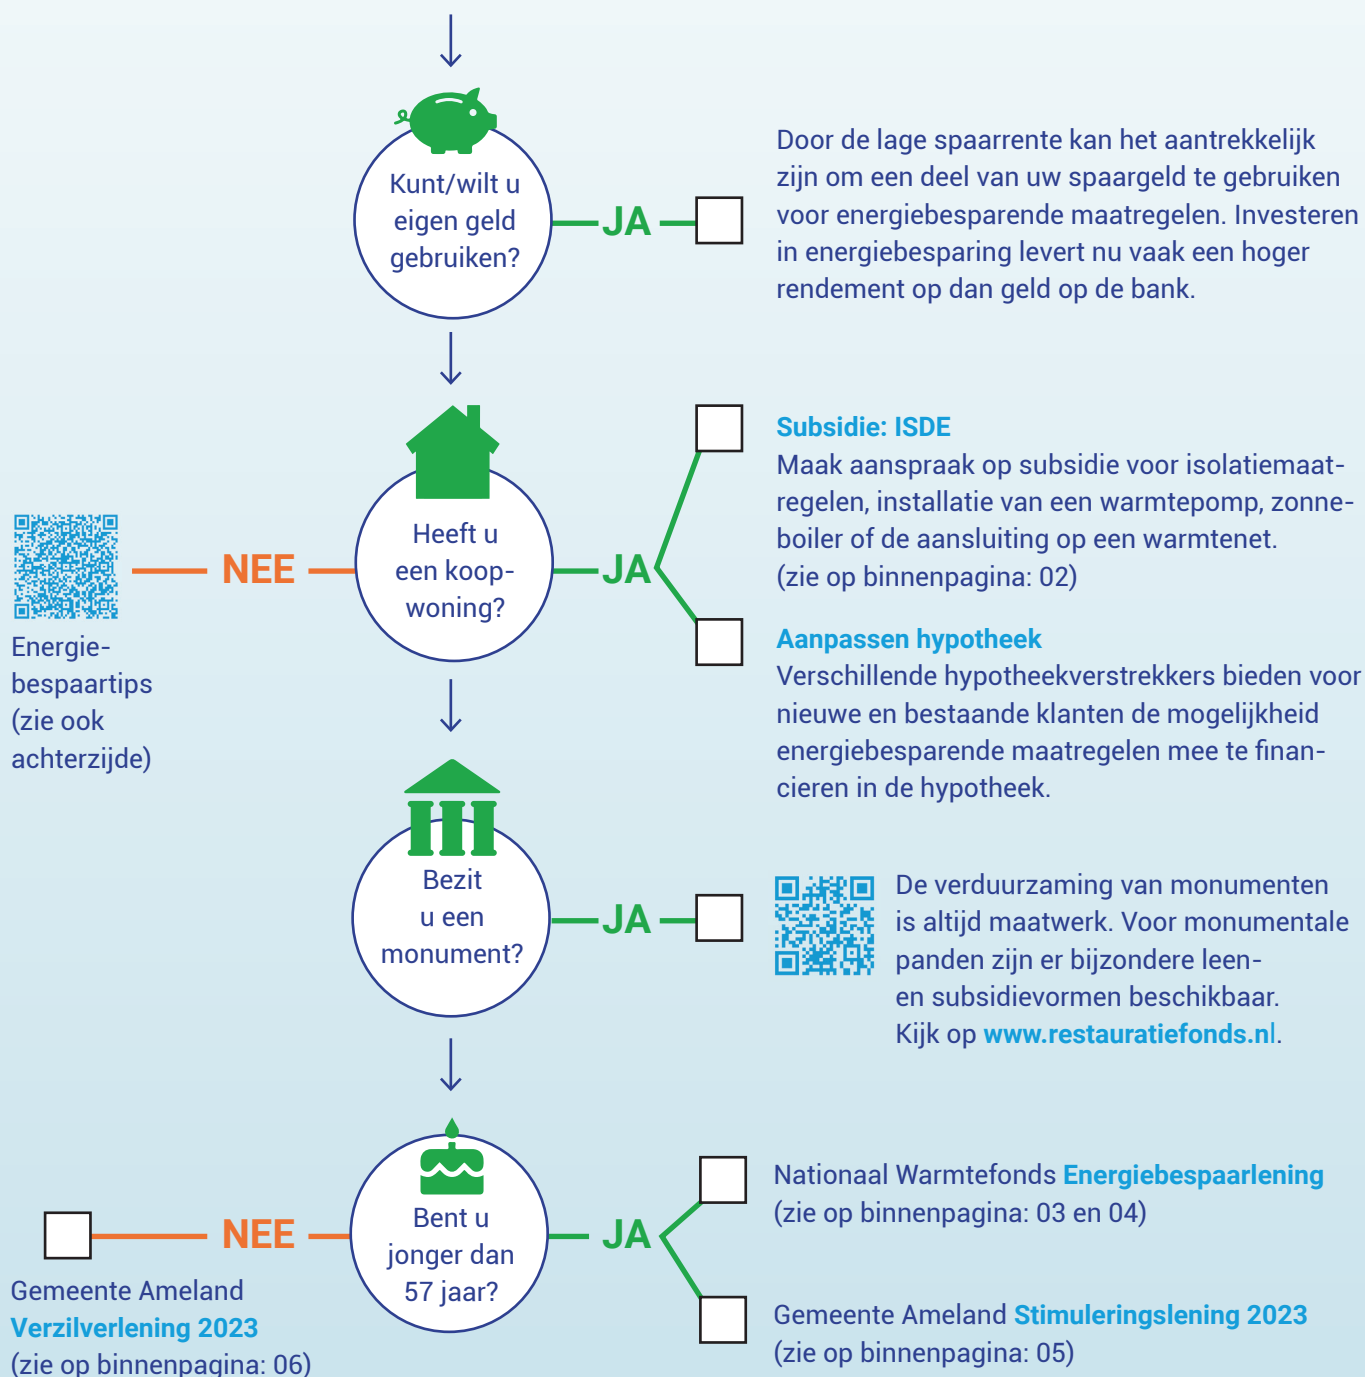 Kunt/wilt u
eigen geld
gebruiken?
JA
Door de lage spaarrente kan het aantrekkelijk
zijn om een deel van uw spaargeld te gebruiken
voor energiebesparende maatregelen. Investeren
in energiebesparing levert nu vaak een hoger
rendement op dan geld op de bank.
Heeft u
een koop-
woning?
NEE
Energie-
bespaartips
(zie ook
achterzijde)
JA
Subsidie: ISDE
Maak aanspraak op subsidie voor isolatiemaat-
regelen, installatie van een warmtepomp, zonne-
boiler of de aansluiting op een warmtenet.
(zie op binnenpagina: 02)
Aanpassen hypotheek
Verschillende hypotheekverstrekkers bieden voor
nieuwe en bestaande klanten de mogelijkheid
energiebesparende maatregelen mee te finan-
cieren in de hypotheek.
Bezit
u een
monument?
JA
De verduurzaming van monumenten
is altijd maatwerk. Voor monumentale
panden zijn er bijzondere leen-
en subsidievormen beschikbaar.
Kijk op www.restauratiefonds.nl.
Bent u
jonger dan
57 jaar?
NEE
Gemeente Ameland
Verzilverlening 2023
(zie op binnenpagina: 06)
JA
Nationaal Warmtefonds Energiebespaarlening
(zie op binnenpagina: 03 en 04)
Gemeente Ameland Stimuleringslening 2023
(zie op binnenpagina: 05)